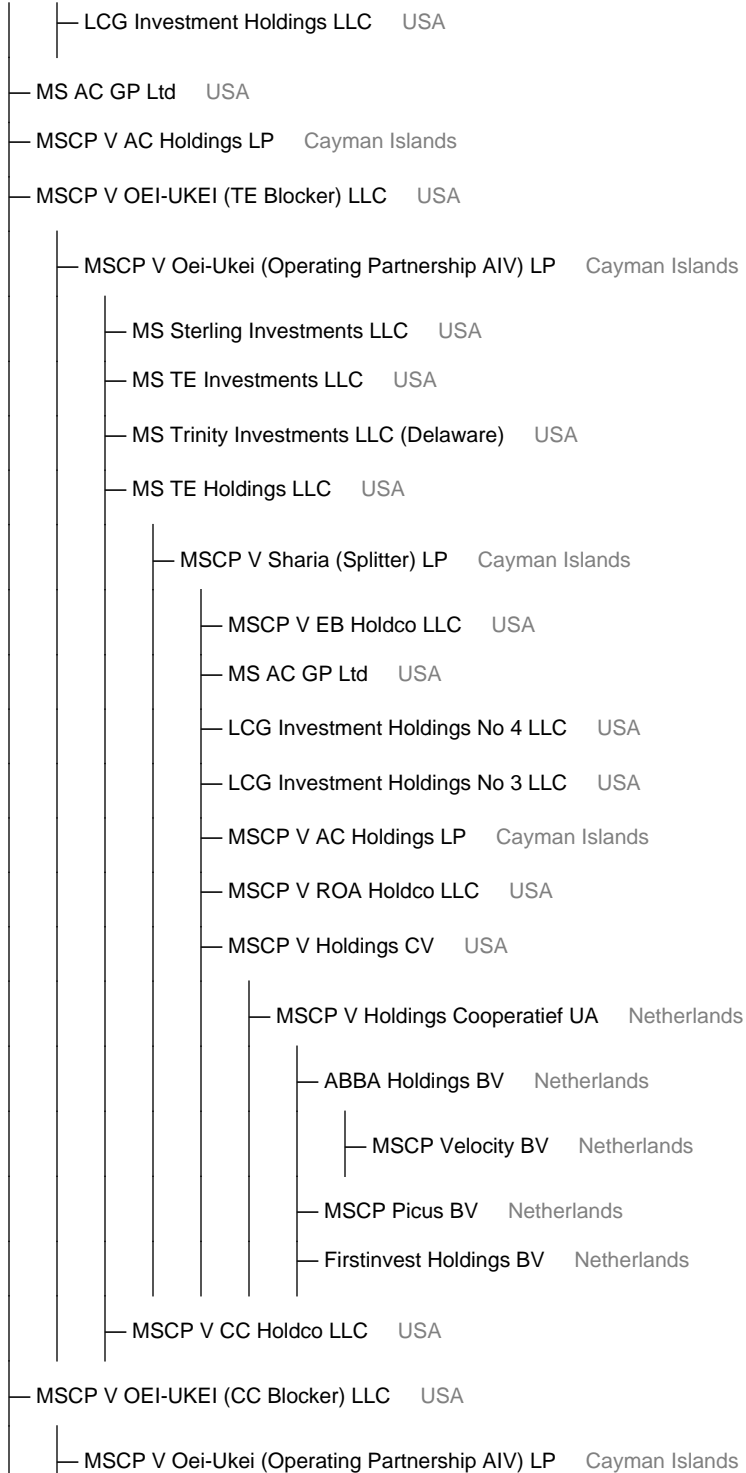 LCG Investment Holdings LLC USA
MS AC GP Ltd USA
MSCP V AC Holdings LP Cayman Islands
MSCP V OEI-UKEI (TE Blocker) LLC USA
MSCP V Oei-Ukei (Operating Partnership AIV) LP Cayman Islands
MS Sterling Investments LLC USA
MS TE Investments LLC USA
MS Trinity Investments LLC (Delaware) USA
MS TE Holdings LLC USA
MSCP V Sharia (Splitter) LP Cayman Islands
MSCP V EB Holdco LLC USA
MS AC GP Ltd USA
LCG Investment Holdings No 4 LLC USA
LCG Investment Holdings No 3 LLC USA
MSCP V AC Holdings LP Cayman Islands
MSCP V ROA Holdco LLC USA
MSCP V Holdings CV USA
MSCP V Holdings Cooperatief UA Netherlands
ABBA Holdings BV Netherlands
MSCP Velocity BV Netherlands
MSCP Picus BV Netherlands
Firstinvest Holdings BV Netherlands
MSCP V CC Holdco LLC USA
MSCP V OEI-UKEI (CC Blocker) LLC USA
MSCP V Oei-Ukei (Operating Partnership AIV) LP Cayman Islands